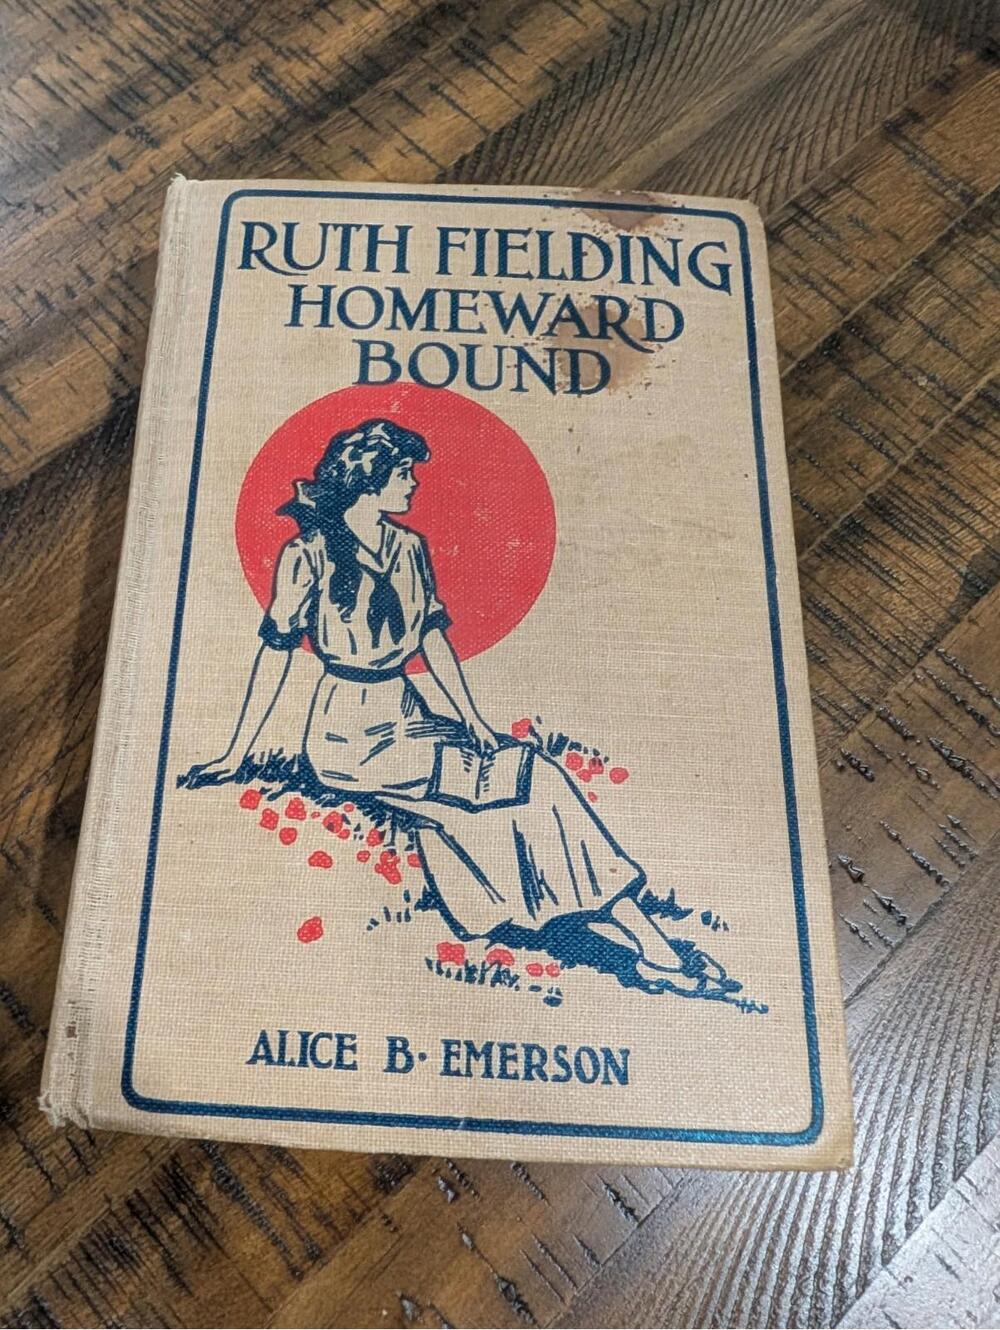 RUTH FIELDING
HOMEWARD
BOUND
ALICE B. EMERSON